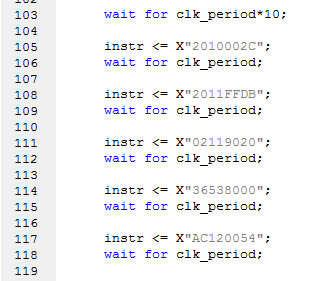 103 wait for clk_period*10;
104
105 instr <= X"2010002C";
106 wait for clk_period;
107
108 instr <= X"2011FFDB";
109 wait for clk_period;
110
111 instr <= X"02119020";
112 wait for clk_period;
113
114 instr <= X"36538000";
115 wait for clk_period;
116
117 instr <= X"AC120054";
118 wait for clk_period;
119